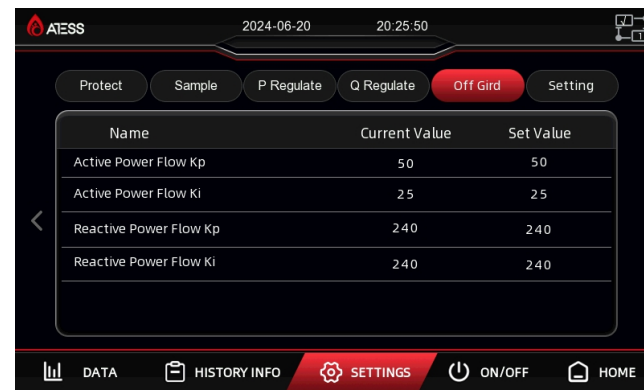 ATESS 2024-06-20 20:25:50
Protect Sample P Regulate Q Regulate Off Gird Setting
Name Current Value Set Value
Active Power Flow Kp 50 50
Active Power Flow Ki 25 25
Reactive Power Flow Kp 240 240
Reactive Power Flow Ki 240 240
DATA HISTORY INFO SETTINGS ON/OFF HOME